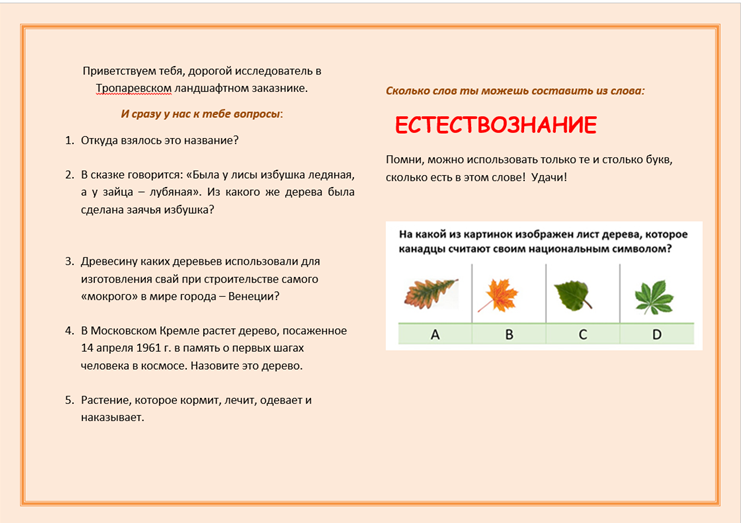 Приветствуем тебя, дорогой исследователь в
Тропаревском ландшафтном заказнике.
И сразу у нас к тебе вопросы:
1. Откуда взялось это название?
2. В сказке говорится: «Была у лисы избушка ледяная,
а у зайца – лубяная». Из какого же дерева была
сделана заячья избушка?
3. Древесину каких деревьев использовали для
изготовления свай при строительстве самого
«мокрого» в мире города – Венеции?
4. В Московском Кремле растет дерево, посаженное
14 апреля 1961 г. в память о первых шагах
человека в космосе. Назовите это дерево.
5. Растение, которое кормит, лечит, одевает и
наказывает.
Сколько слов ты можешь составить из слова:
ЕСТЕСТВОЗНАНИЕ
Помни, можно использовать только те и столько букв,
сколько есть в этом слове! Удачи!
На какой из картинок изображен лист дерева, которое
канадцы считают своим национальным символом?
A B C D